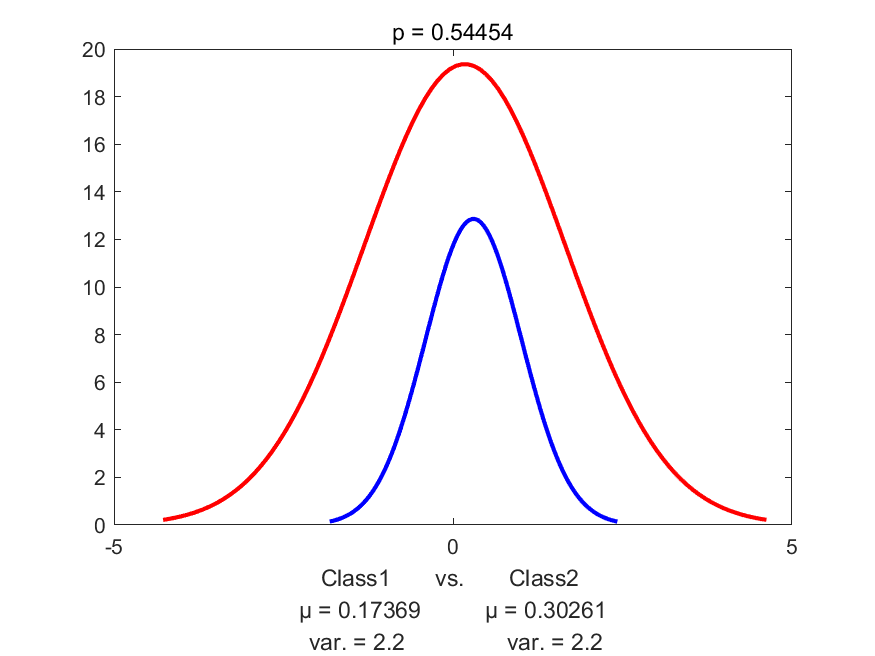 p = 0.54454
20
18
16
14
12
10
8
6
4
2
0
-5 0 5
Class1 vs. Class2
μ = 0.17369 μ = 0.30261
var. = 2.2 var. = 2.2